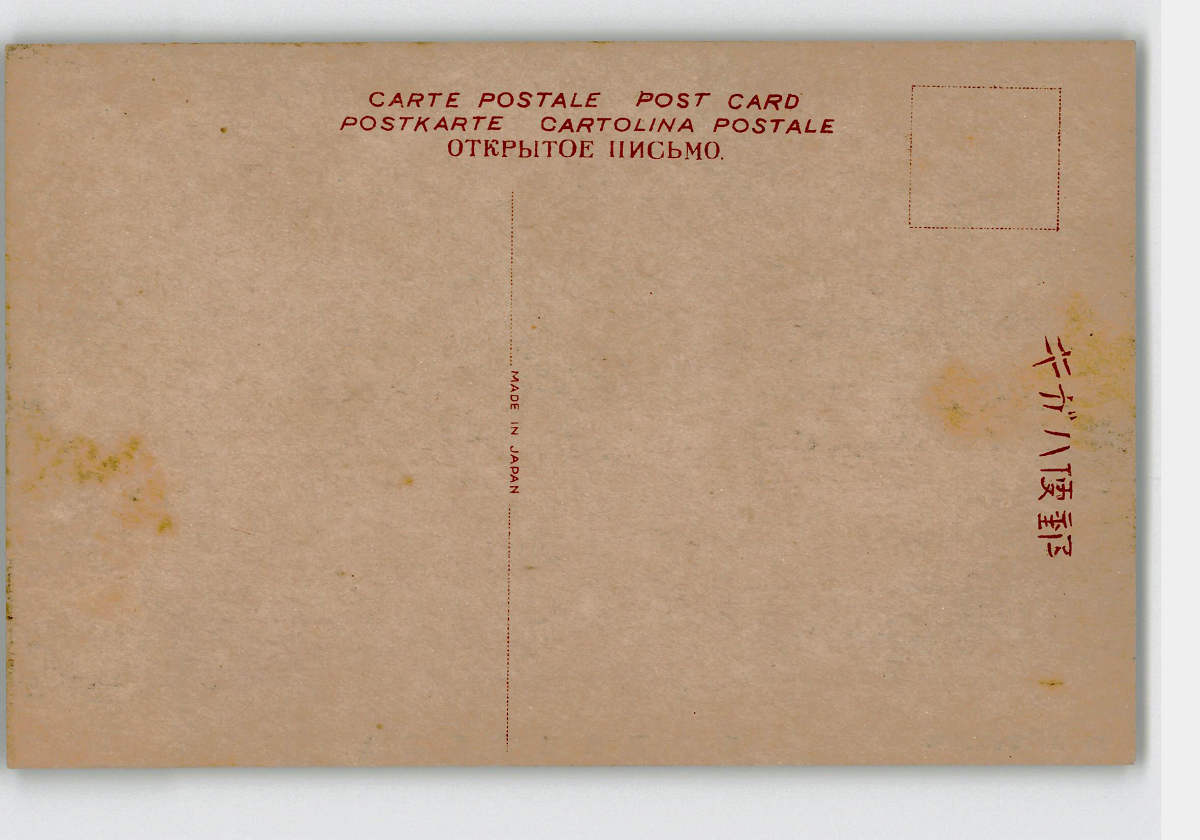 CARTE POSTALE POST CARD
POSTKARTE CARTOLINA POSTALE
ОТКРЫТОЕ ПИСЬМО.
MADE IN JAPAN
郵便ハガキ